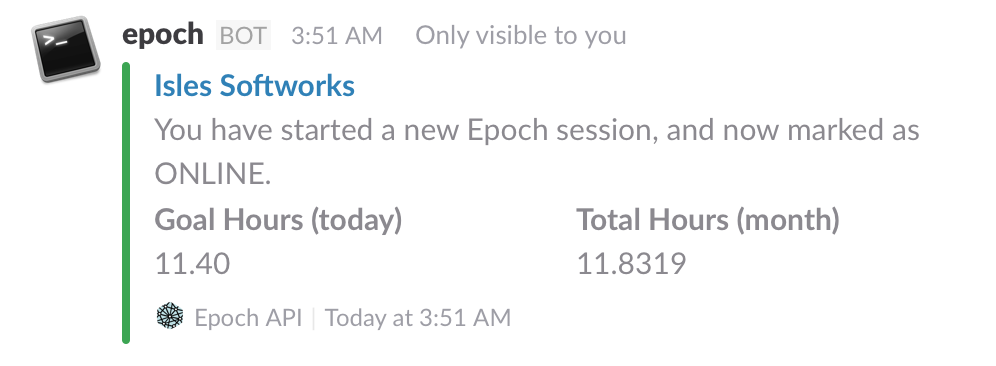 >_
epoch BOT 3:51 AM Only visible to you
Isles Softworks
You have started a new Epoch session, and now marked as
ONLINE.
Goal Hours (today) Total Hours (month)
11.40 11.8319
Epoch API | Today at 3:51 AM